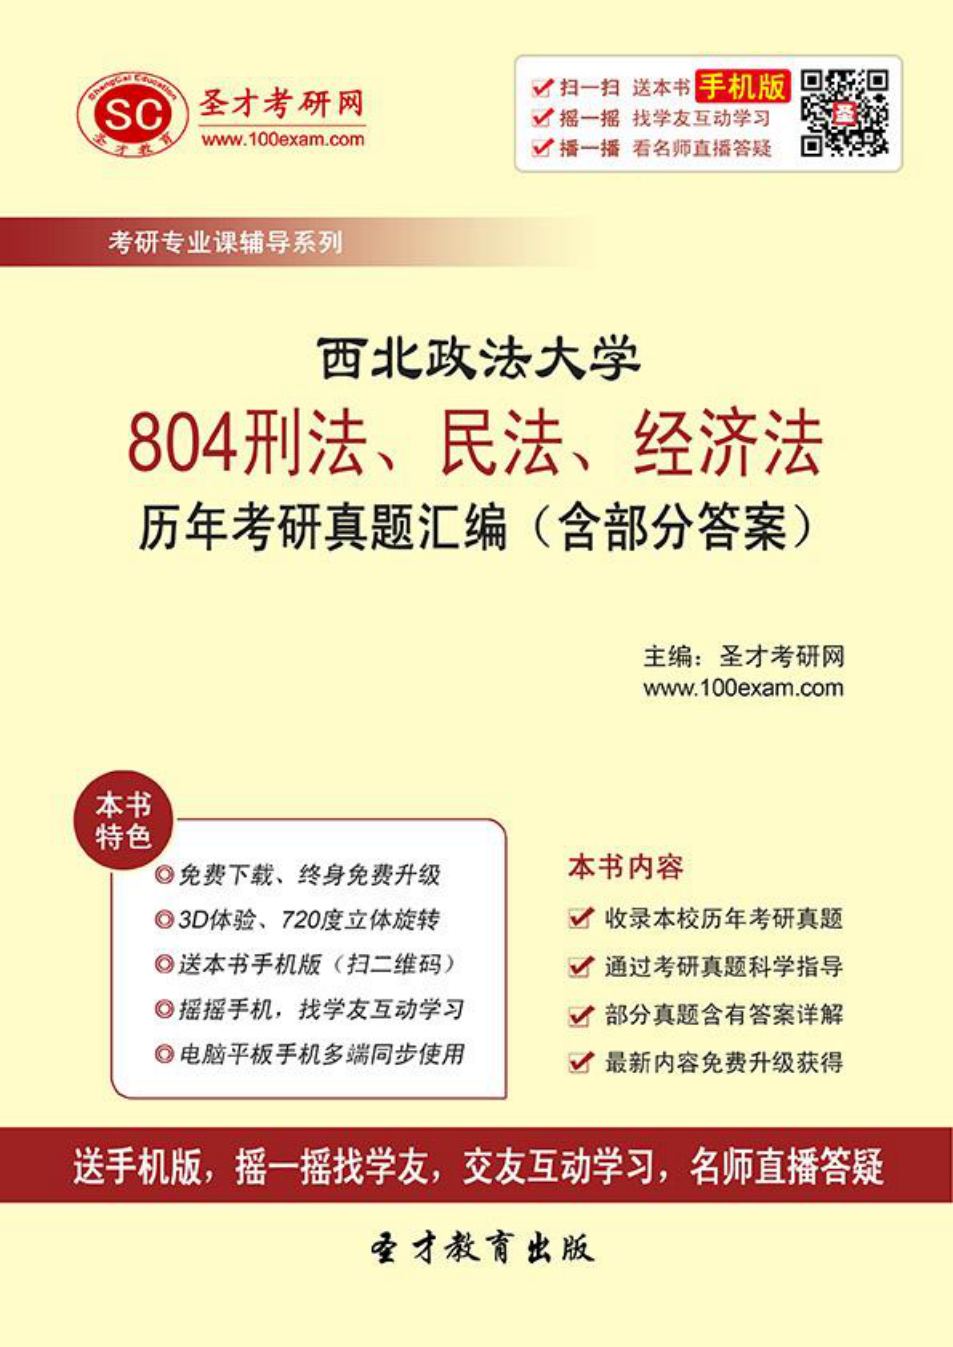 ShengCai Education
SC
圣才教育
圣才考研网
www.100exam.com
扫一扫 送本书 手机版
摇一摇 找学友互动学习
播一播 看名师直播答疑
圣
考研专业课辅导系列
西北政法大学
804刑法、民法、经济法
历年考研真题汇编（含部分答案）
主编：圣才考研网
www.100exam.com
本书
特色
◎免费下载、终身免费升级
◎3D体验、720度立体旋转
◎送本书手机版（扫二维码）
◎摇摇手机，找学友互动学习
◎电脑平板手机多端同步使用
本书内容
收录本校历年考研真题
通过考研真题科学指导
部分真题含有答案详解
最新内容免费升级获得
送手机版，摇一摇找学友，交友互动学习，名师直播答疑
圣才教育出版